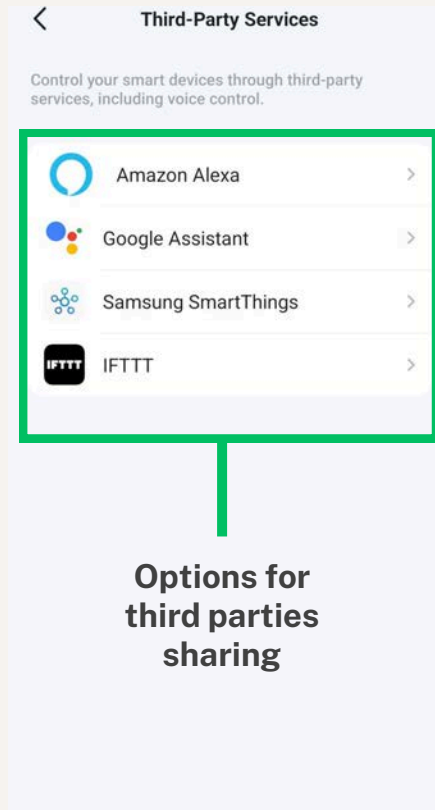 Third-Party Services
Control your smart devices through third-party
services, including voice control.
Amazon Alexa
Google Assistant
Samsung SmartThings
IFTTT IFTTT
Options for
third parties
sharing